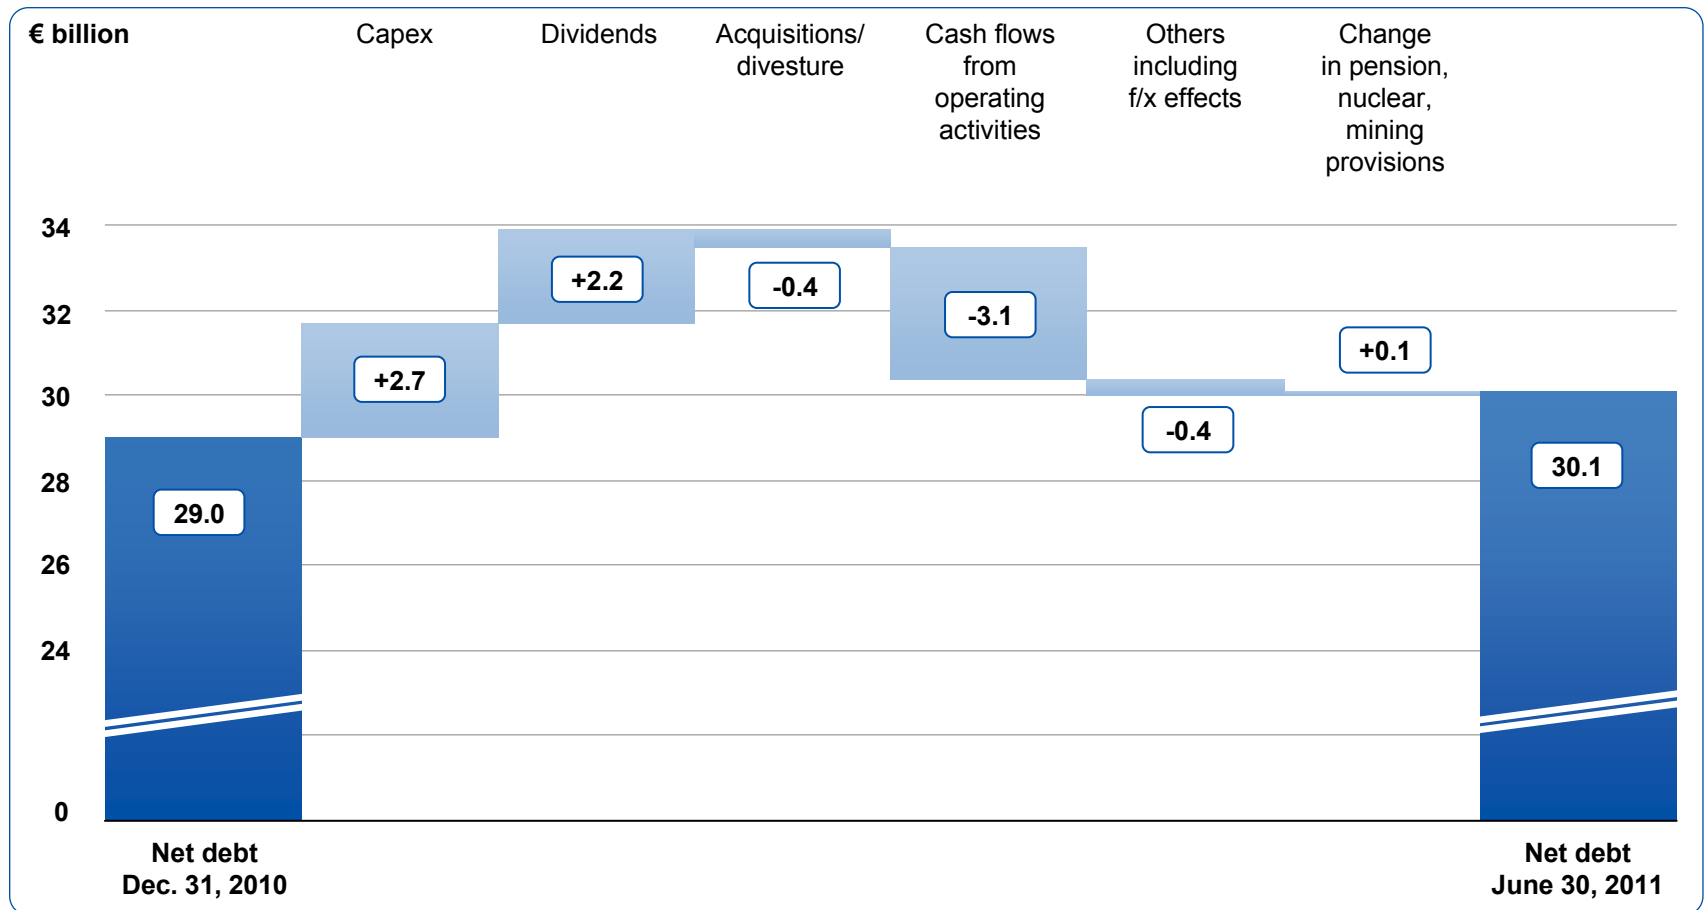 € billion
Capex
Dividends
Acquisitions/
divesture
Cash flows
from
operating
activities
Others
including
f/x effects
Change
in pension,
nuclear,
mining
provisions
34
32
30
28
26
24
0
29.0
+2.7
+2.2
-0.4
-3.1
-0.4
+0.1
30.1
Net debt
Dec. 31, 2010
Net debt
June 30, 2011